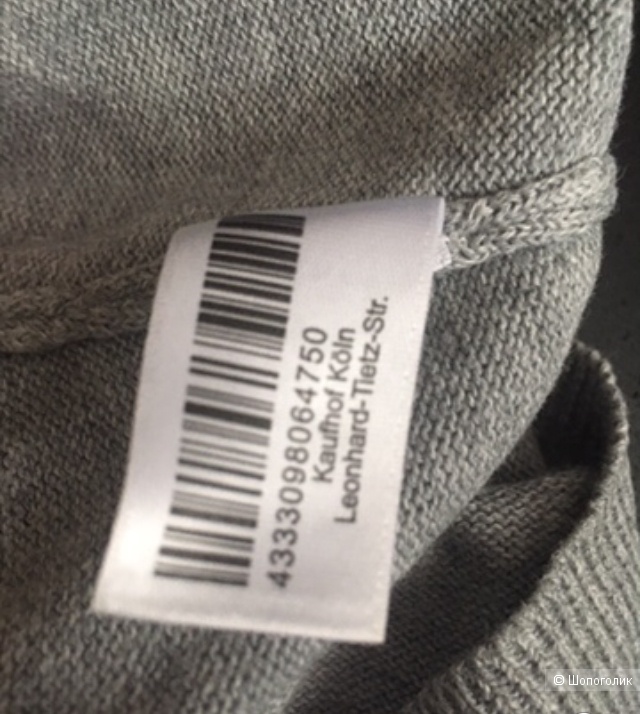 4333098064750
Kaufhof Köln
Leonhard-Tietz-Str.
© Шопоголик